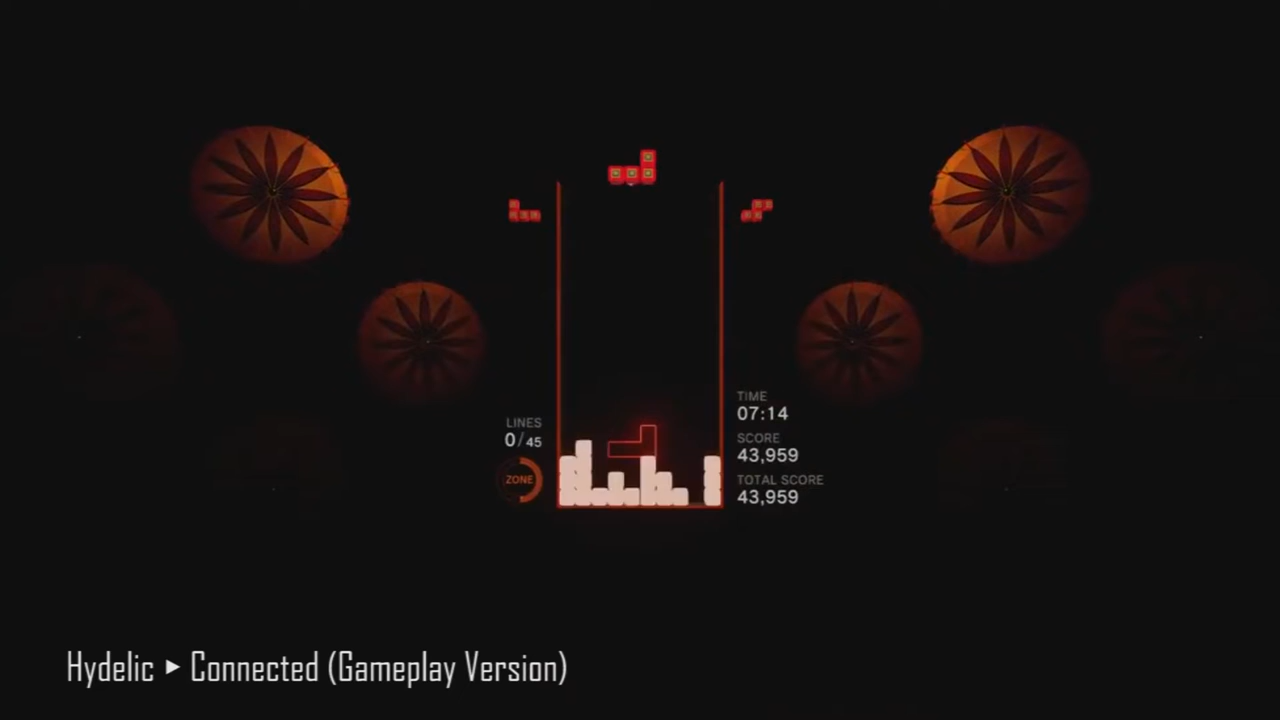 LINES
0/45
ZONE
TIME
07:14
SCORE
43,959
TOTAL SCORE
43,959
Hydelic ► Connected (Gameplay Version)